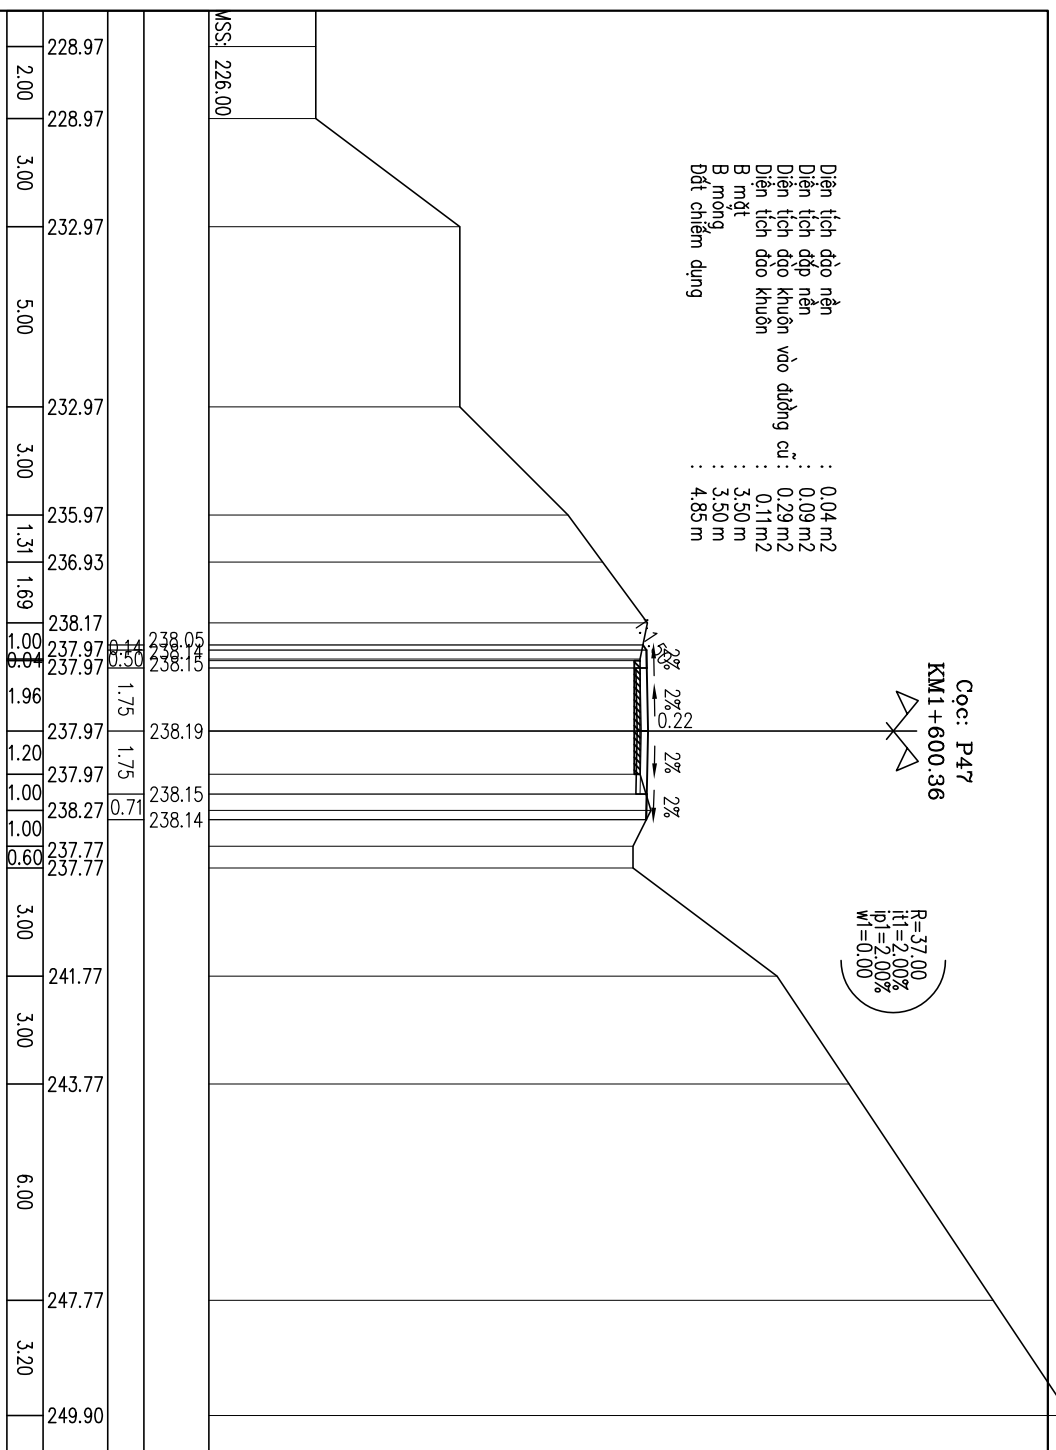 Cọc: P47
KM1+600.36
R=37.00
it1=2.00%
ip1=2.00%
w1=0.00
Diện tích đào nền : 0.04 m2
Diện tích đắp nền : 0.09 m2
Diện tích đào khuôn vào đường cũ : 0.29 m2
Diện tích đào khuôn : 0.11 m2
B mặt : 3.50 m
B móng : 3.50 m
Đất chiếm dụng : 4.85 m
1:1.50
2% 2% 2% 2%
0.22
MSS: 226.00
238.05 238.14 238.15 238.19 238.15 238.14
0.14 0.50 1.75 1.75 0.71
228.97 228.97 232.97 232.97 235.97 236.93 238.17 237.97 237.97 237.97 237.97 238.27 237.77 237.77 241.77 243.77 247.77 249.90
2.00 3.00 5.00 3.00 1.31 1.69 1.00 0.04 1.96 1.20 1.00 1.00 0.60 3.00 3.00 6.00 3.20